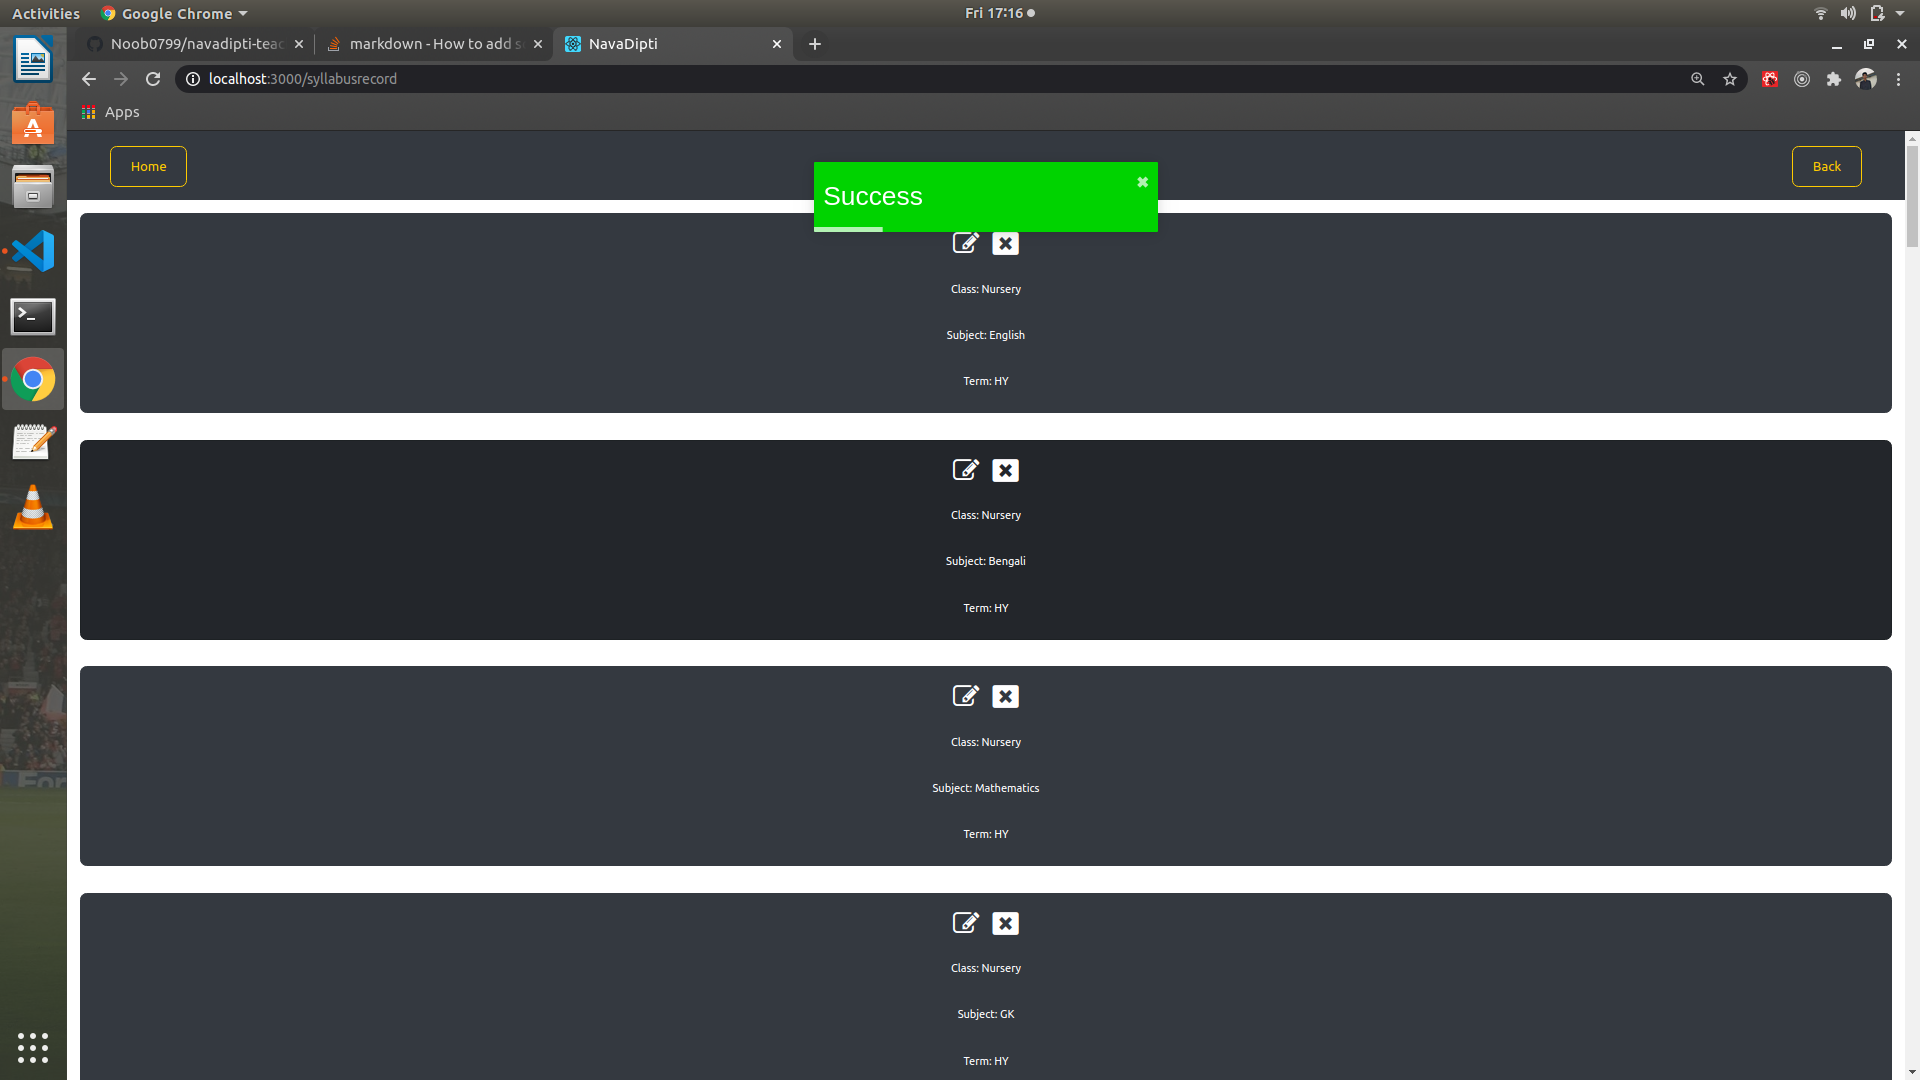 Activities Google Chrome Fri 17:16
Noob0799/navadipti-teac markdown - How to add s NavaDipti
localhost:3000/syllabusrecord
Apps
Home Back
Success
Class: Nursery
Subject: English
Term: HY
Class: Nursery
Subject: Bengali
Term: HY
Class: Nursery
Subject: Mathematics
Term: HY
Class: Nursery
Subject: GK
Term: HY